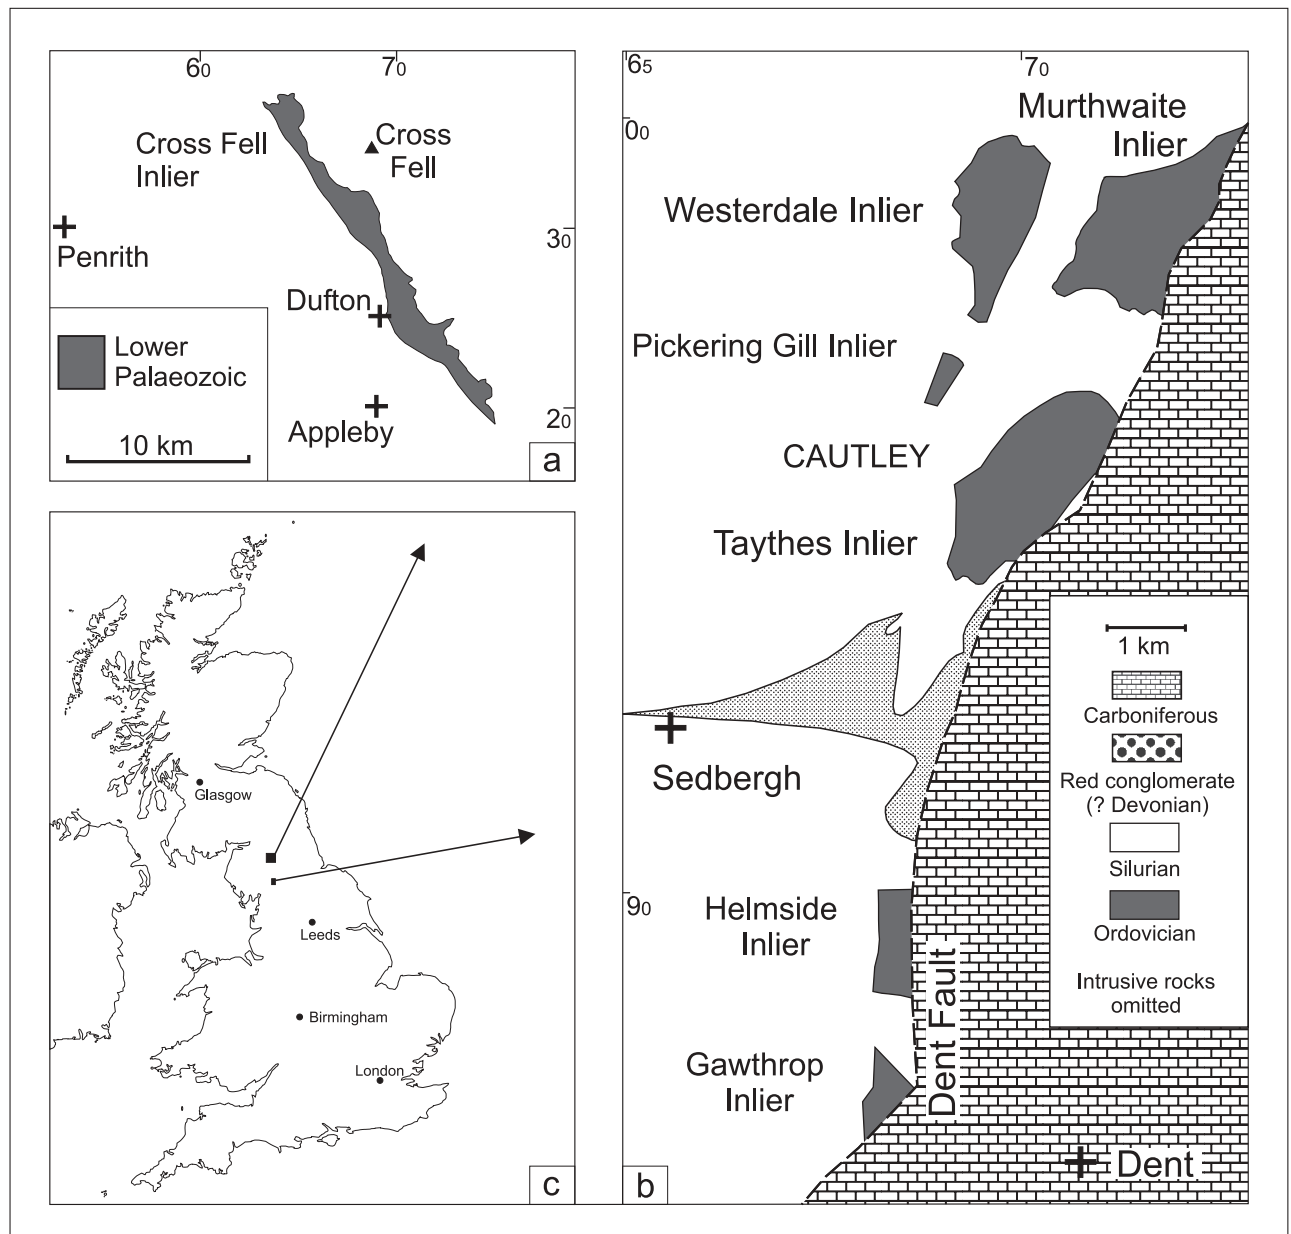 60
70
Cross Fell
Inlier
Cross
Fell
30
Penrith
Dufton
Lower
Palaeozoic
20
Appleby
10 km
a
Glasgow
Leeds
Birmingham
London
c
65
70
00
Murthwaite
Inlier
Westerdale Inlier
Pickering Gill Inlier
CAUTLEY
Taythes Inlier
Sedbergh
90
Helmside
Inlier
Dent Fault
Gawthrop
Inlier
Dent
b
1 km
Carboniferous
Red conglomerate
(? Devonian)
Silurian
Ordovician
Intrusive rocks
omitted